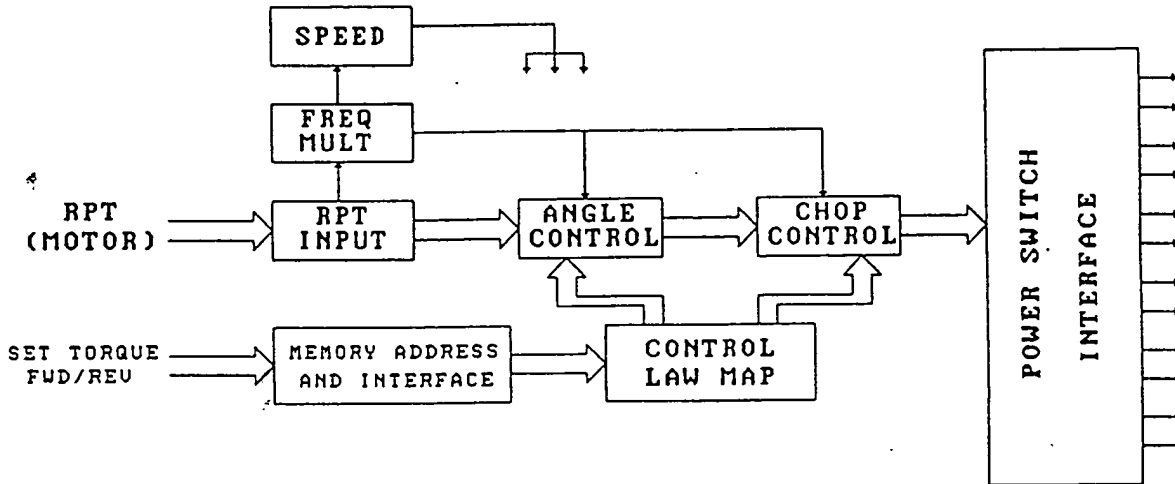 SPEED
FREQ
MULT
RPT
(MOTOR)
RPT
INPUT
ANGLE
CONTROL
CHOP
CONTROL
POWER SWITCH
INTERFACE
SET TORQUE
FWD/REV
MEMORY ADDRESS
AND INTERFACE
CONTROL
LAW MAP